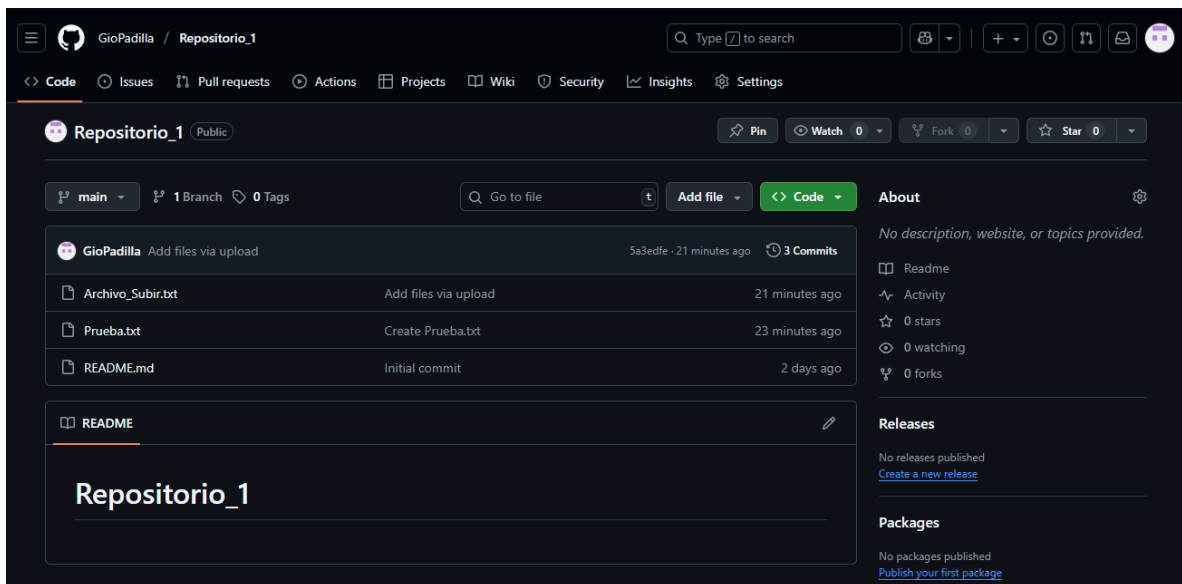 GioPadilla / Repositorio_1 Type / to search
Code Issues Pull requests Actions Projects Wiki Security Insights Settings
Repositorio_1 Public Pin Watch 0 Fork 0 Star 0
main 1 Branch 0 Tags Go to file t Add file Code
GioPadilla Add files via upload 5a3edfe · 21 minutes ago 3 Commits
Archivo_Subir.txt Add files via upload 21 minutes ago
Prueba.txt Create Prueba.txt 23 minutes ago
README.md Initial commit 2 days ago
README
Repositorio_1
About
No description, website, or topics provided.
Readme
Activity
0 stars
0 watching
0 forks
Releases
No releases published
Create a new release
Packages
No packages published
Publish your first package